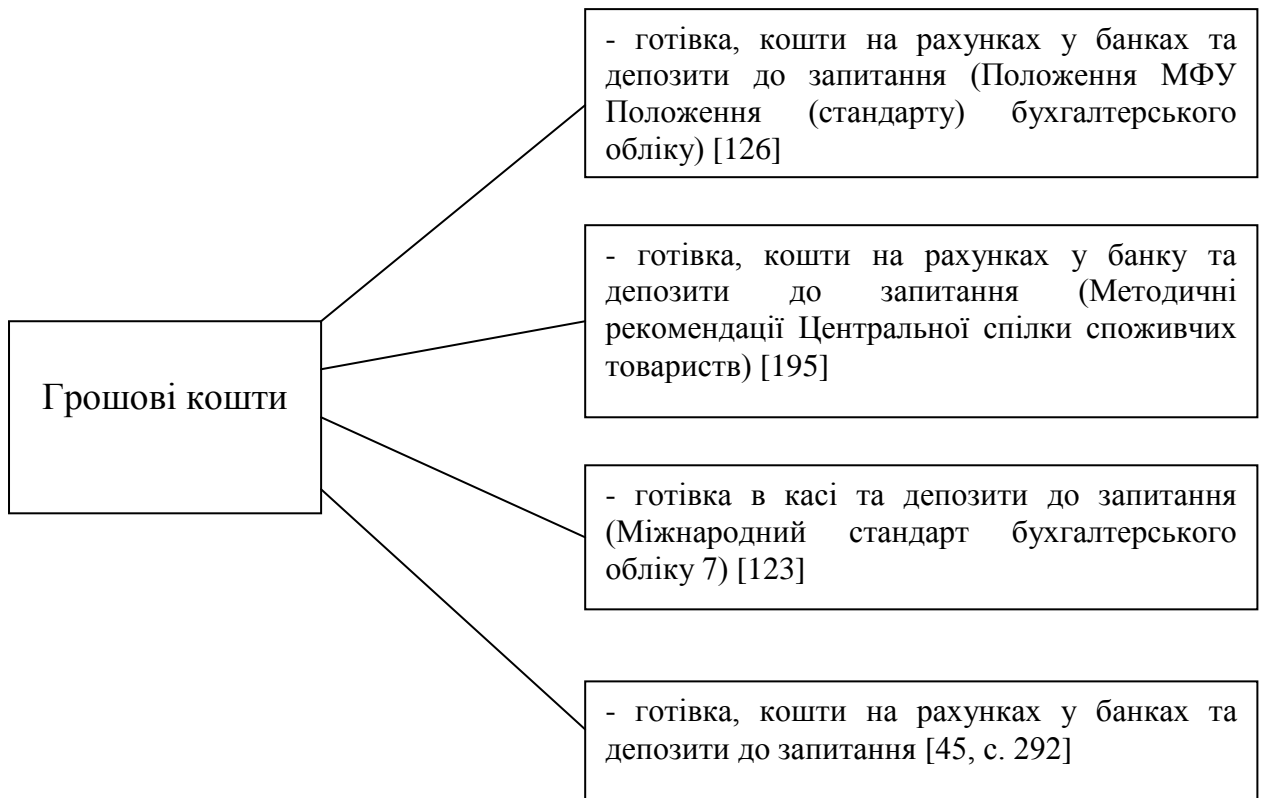 - готівка, кошти на рахунках у банках та
депозити до запитання (Положення МФУ
Положення (стандарту) бухгалтерського
обліку) [126]
- готівка, кошти на рахунках у банку та
депозити до запитання (Методичні
рекомендації Центральної спілки споживчих
товариств) [195]
Грошові кошти
- готівка в касі та депозити до запитання
(Міжнародний стандарт бухгалтерського
обліку 7) [123]
- готівка, кошти на рахунках у банках та
депозити до запитання [45, с. 292]